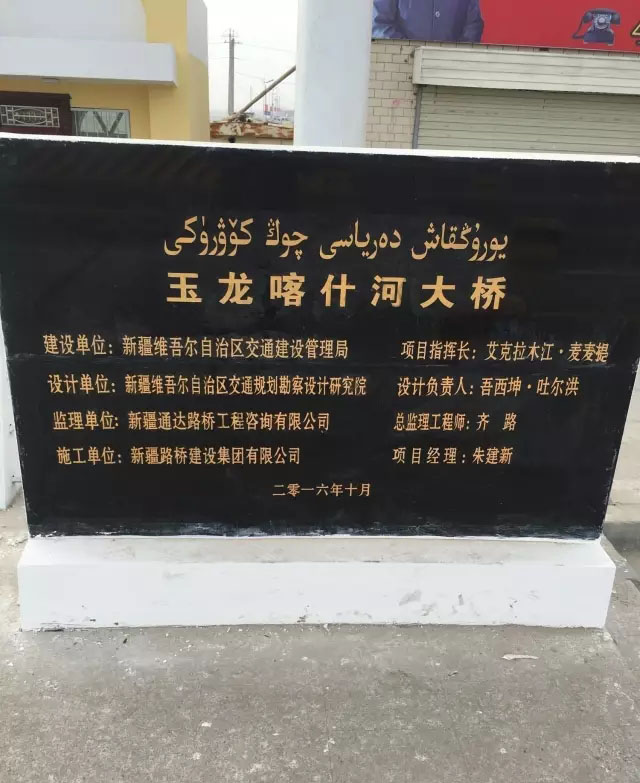 يورۇڭقاش دەرياسى چوڭ كۆۋرۈكى
玉龙喀什河大桥
建设单位：新疆维吾尔自治区交通建设管理局 项目指挥长：艾克拉木江·麦麦提
设计单位：新疆维吾尔自治区交通规划勘察设计研究院 设计负责人：吾西坤·吐尔洪
监理单位：新疆通达路桥工程咨询有限公司 总监理工程师：齐 路
施工单位：新疆路桥建设集团有限公司 项目经理：朱建新
二零一六年十月